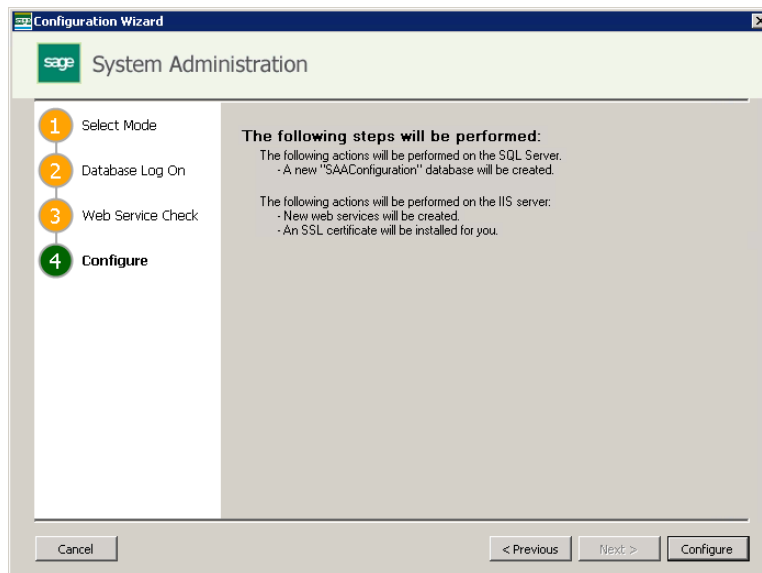 Configuration Wizard
sage System Administration
1 Select Mode
2 Database Log On
3 Web Service Check
4 Configure
The following steps will be performed:
The following actions will be performed on the SQL Server.
- A new "SAAConfiguration" database will be created.
The following actions will be performed on the IIS server:
- New web services will be created.
- An SSL certificate will be installed for you.
Cancel < Previous Next > Configure